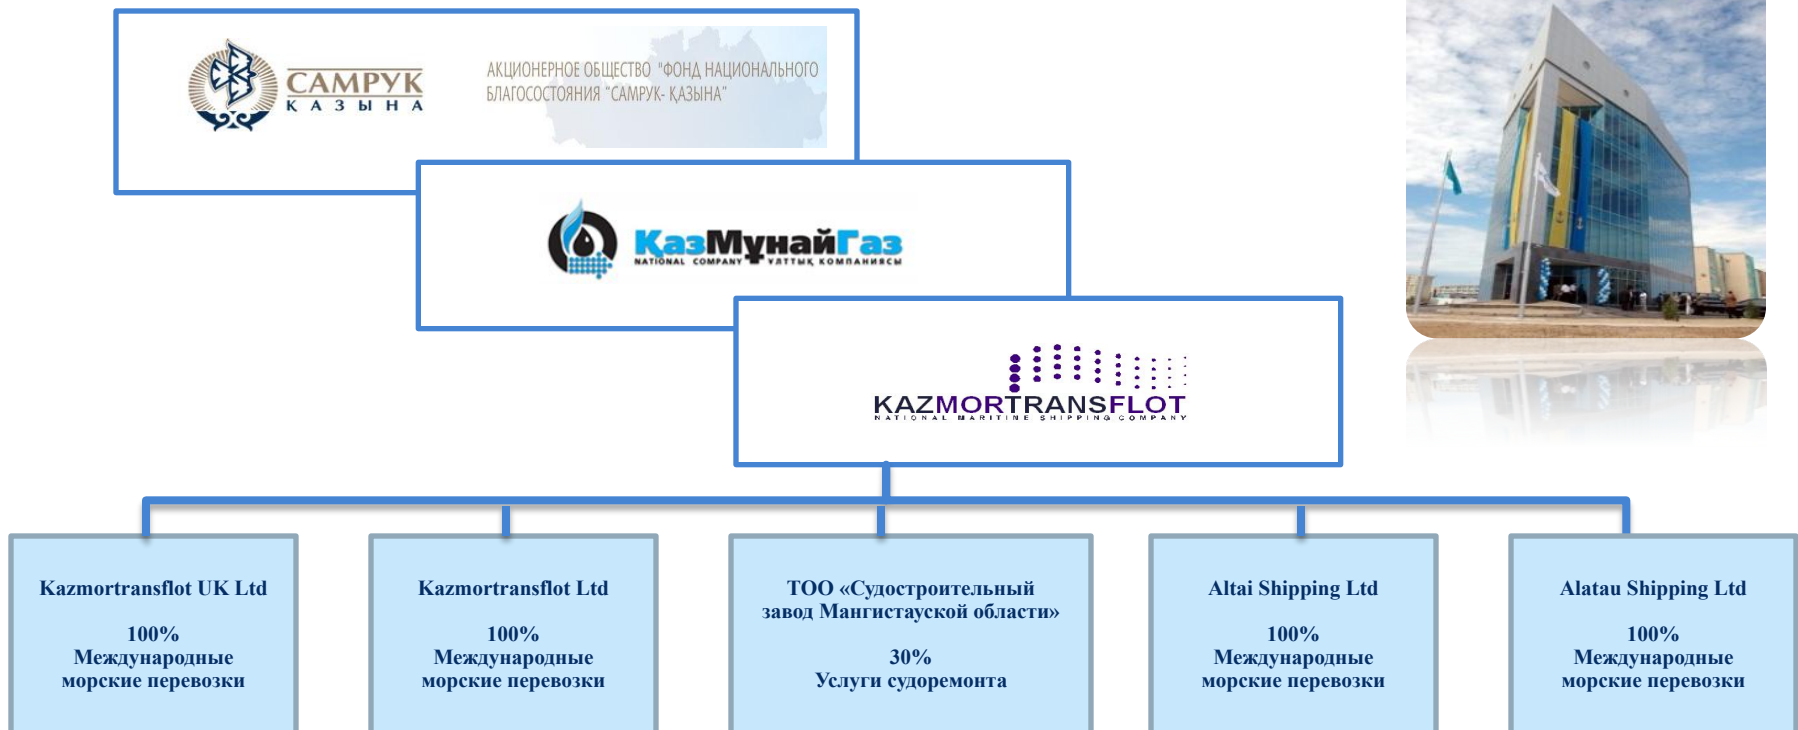 САМРУК
ҚАЗЫНА
АКЦИОНЕРНОЕ ОБЩЕСТВО "ФОНД НАЦИОНАЛЬНОГО
БЛАГОСОСТОЯНИЯ "САМРУК- ҚАЗЫНА"
ҚазМұнайГаз
NATIONAL COMPANY ҰЛТТЫҚ КОМПАНИЯСЫ
KAZMORTRANSFLOT
NATIONAL MARITINE SHIPPING COMPANY
Kazmortransflot UK Ltd
100%
Международные
морские перевозки
Kazmortransflot Ltd
100%
Международные
морские перевозки
ТОО «Судостроительный
завод Мангистауской области»
30%
Услуги судоремонта
Altai Shipping Ltd
100%
Международные
морские перевозки
Alatau Shipping Ltd
100%
Международные
морские перевозки